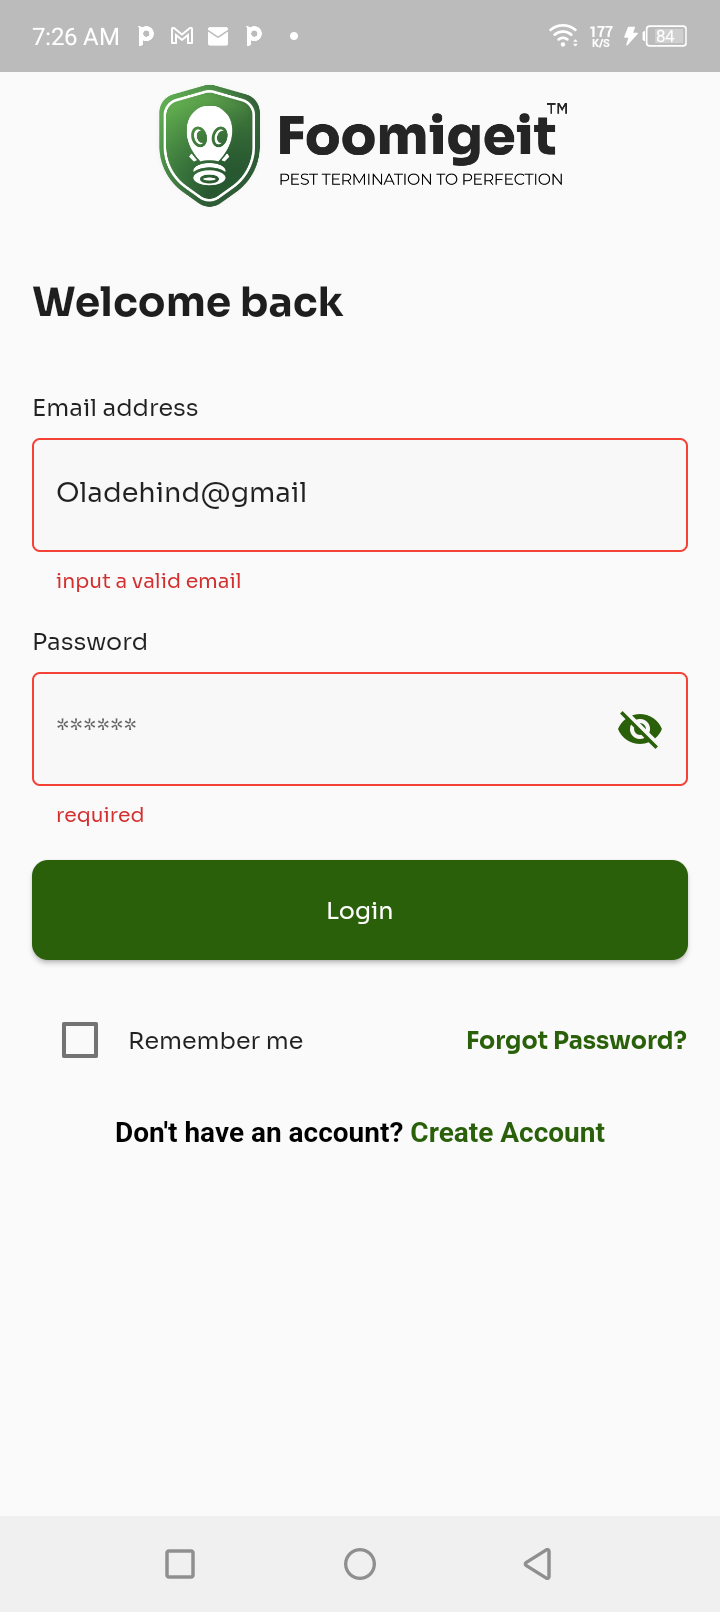 7:26 AM
177
K/S
84
Foomigeit™
PEST TERMINATION TO PERFECTION
Welcome back
Email address
Oladehind@gmail
input a valid email
Password
******
required
Login
Remember me
Forgot Password?
Don't have an account? Create Account